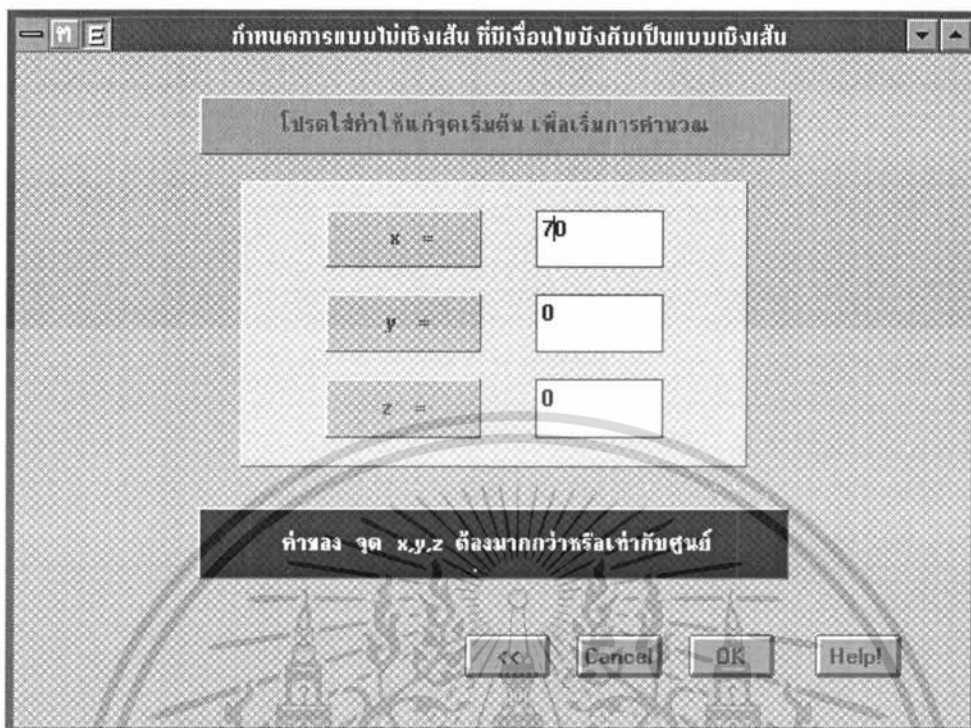 ฑ E กำหนดการแบบไม่เชิงเส้น ที่มีเงื่อนไขบังคับเป็นแบบเชิงเส้น
โปรดใส่ค่าให้แก่จุดเริ่มต้น เพื่อเริ่มการคำนวณ
x = 70
y = 0
z = 0
ค่าของ จุด x,y,z ต้องมากกว่าหรือเท่ากับศูนย์
<< Cancel OK Help!